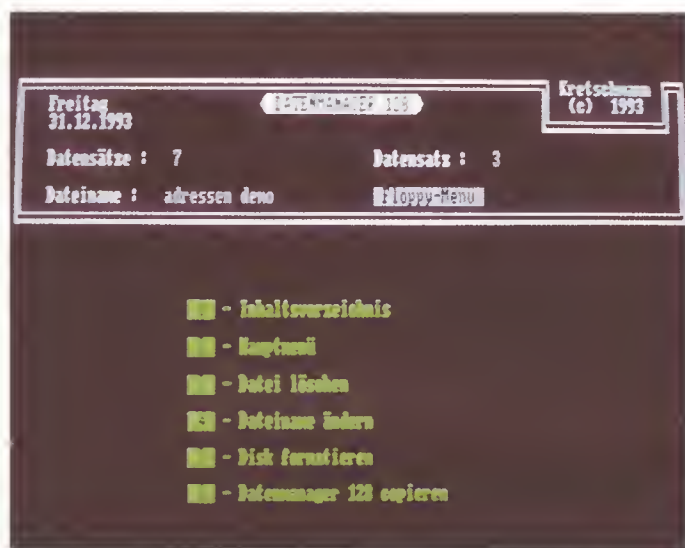 Freitag
31.12.1993
DATENMANAGER 128
Kretschmann
(c) 1993
Datensätze : 7 Datensatz : 3
Dateiname : adressen demo Floppy-Menu
- Inhaltsverzeichnis
- Hauptmenü
- Datei löschen
- Dateiname ändern
- Disk formatieren
- Datenmanager 128 copieren